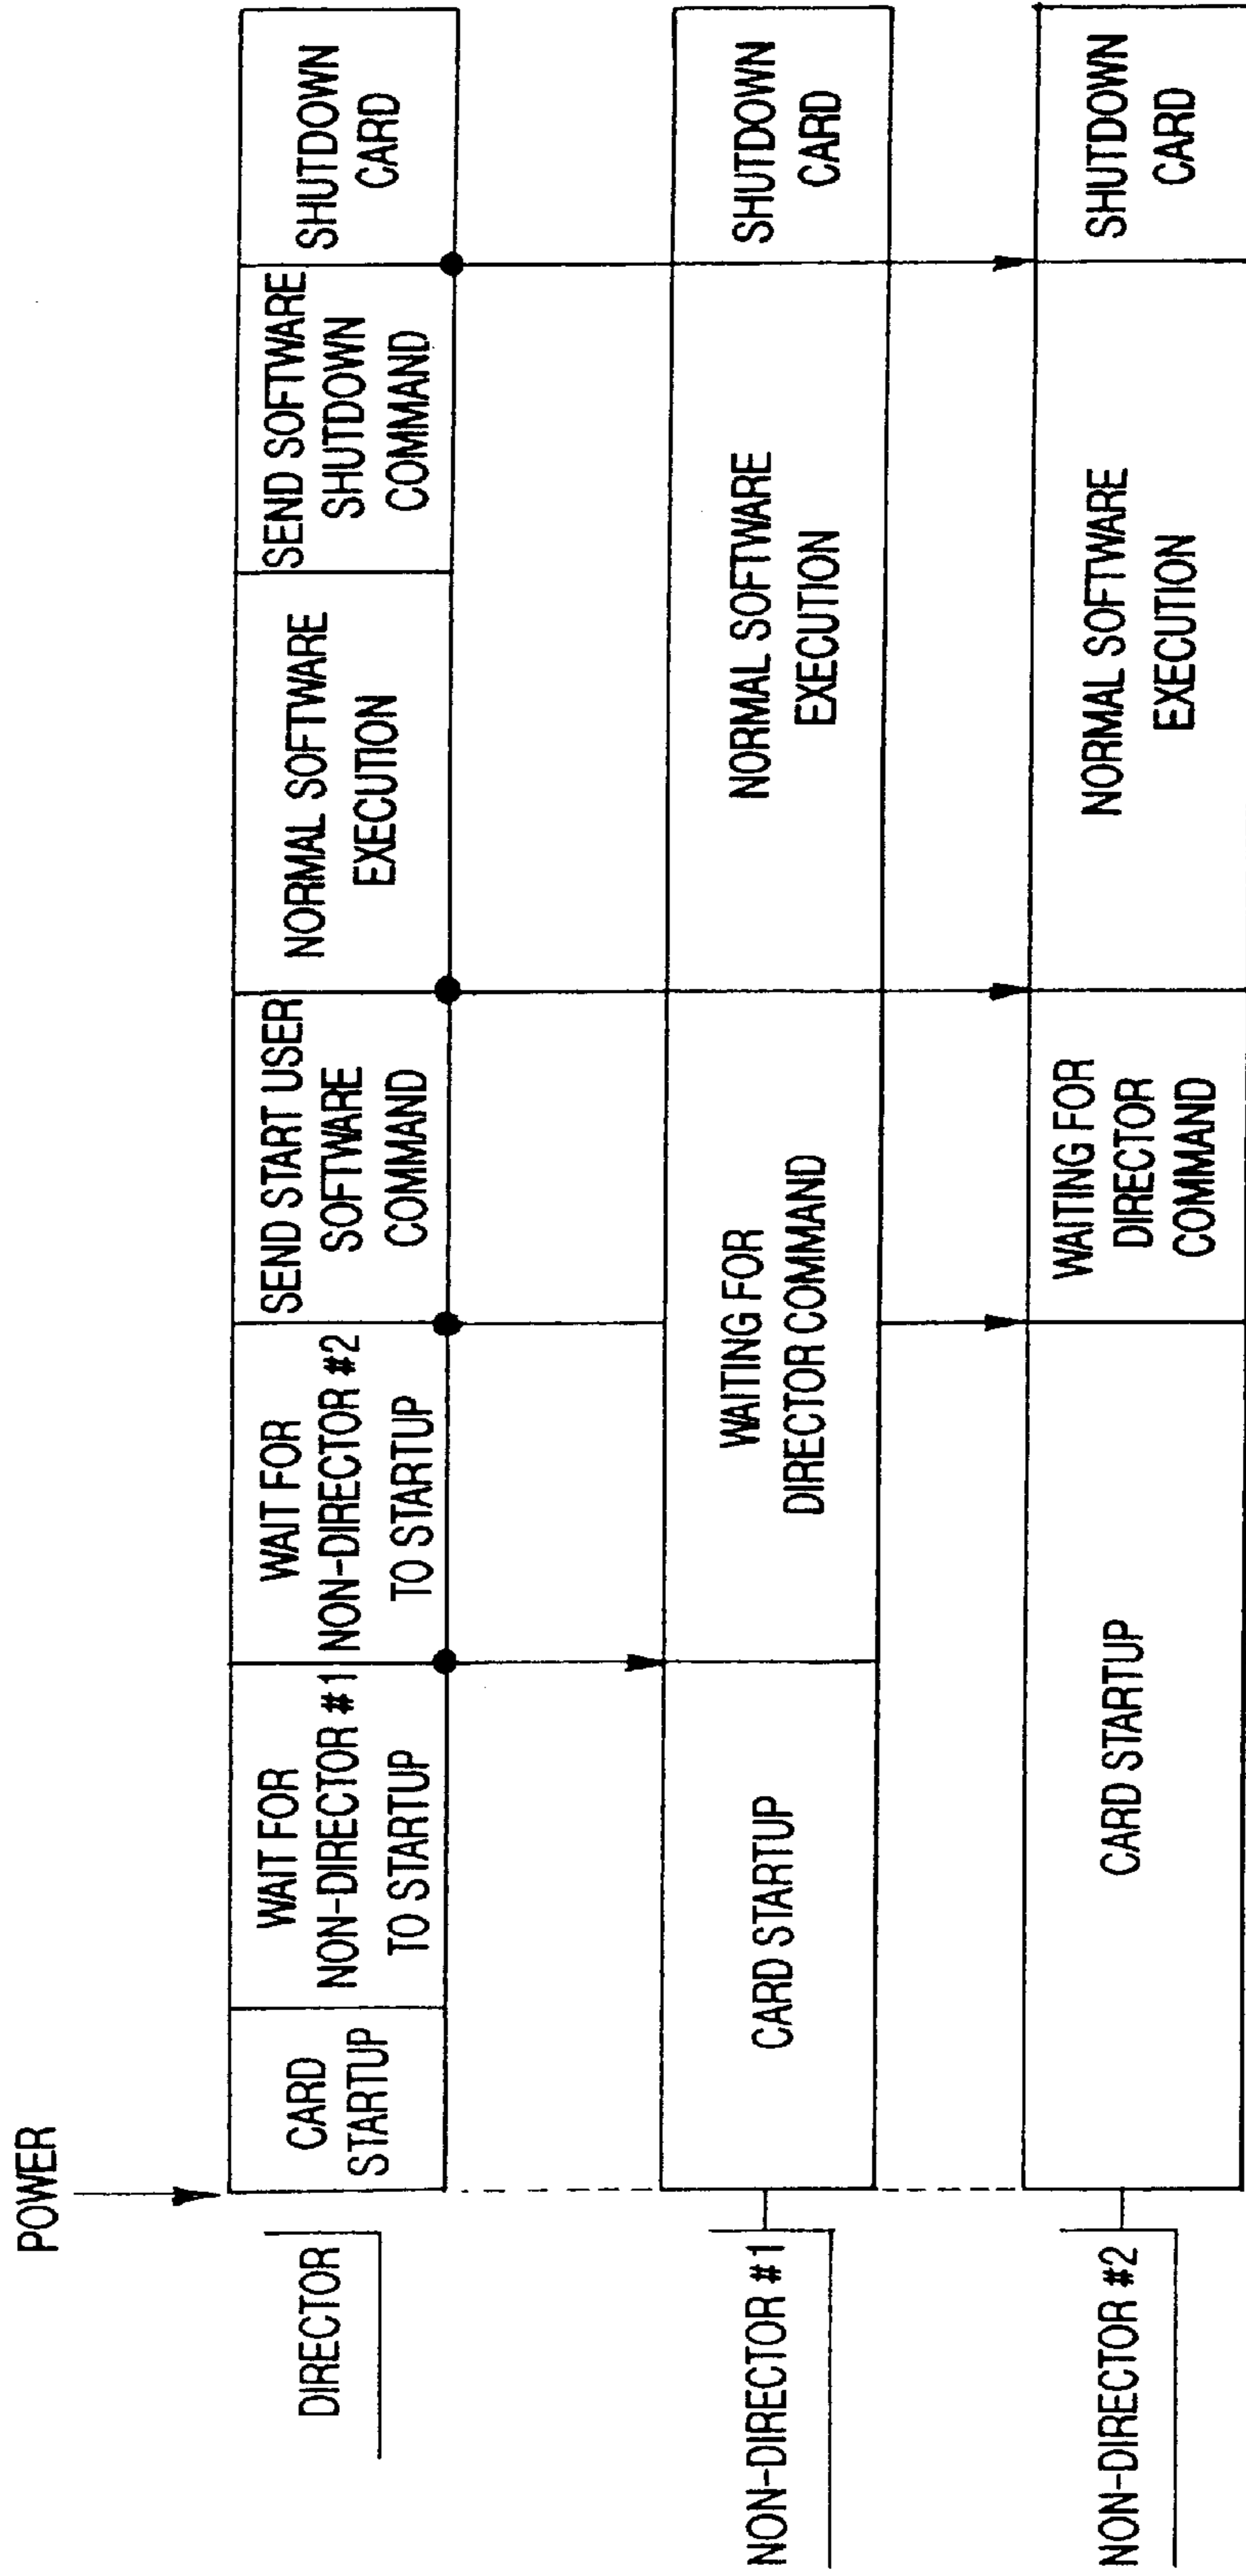 POWER
DIRECTOR
CARD
STARTUP
WAIT FOR
NON-DIRECTOR #1
TO STARTUP
WAIT FOR
NON-DIRECTOR #2
TO STARTUP
SEND START USER
SOFTWARE
COMMAND
NORMAL SOFTWARE
EXECUTION
SEND SOFTWARE
SHUTDOWN
COMMAND
SHUTDOWN
CARD
NON-DIRECTOR #1
CARD STARTUP
WAITING FOR
DIRECTOR COMMAND
NORMAL SOFTWARE
EXECUTION
SHUTDOWN
CARD
NON-DIRECTOR #2
CARD STARTUP
WAITING FOR
DIRECTOR
COMMAND
NORMAL SOFTWARE
EXECUTION
SHUTDOWN
CARD